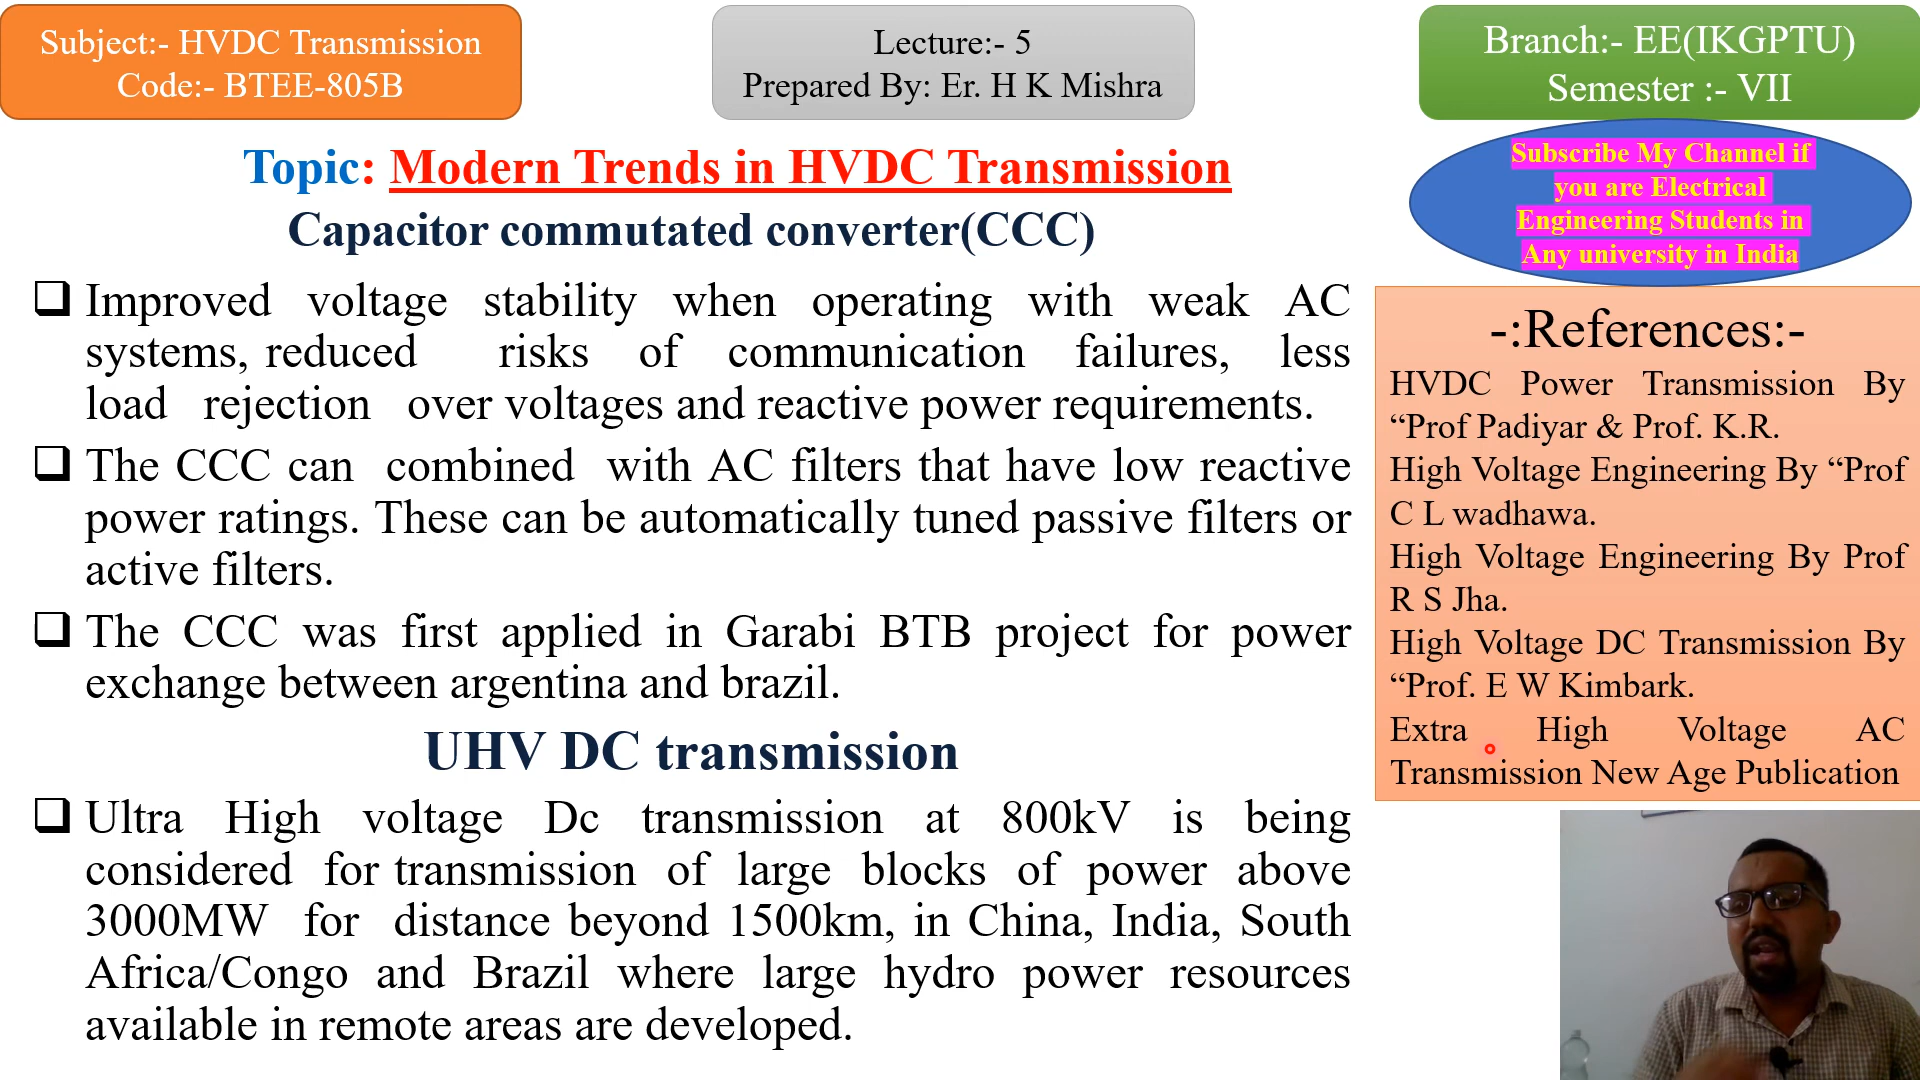 Subject:- HVDC Transmission
Code:- BTEE-805B
Lecture:- 5
Prepared By: Er. H K Mishra
Branch:- EE(IKGPTU)
Semester :- VII
Topic: Modern Trends in HVDC Transmission
Capacitor commutated converter(CCC)
❑ Improved voltage stability when operating with weak AC
systems, reduced risks of communication failures, less
load rejection over voltages and reactive power requirements.
❑ The CCC can combined with AC filters that have low reactive
power ratings. These can be automatically tuned passive filters or
active filters.
❑ The CCC was first applied in Garabi BTB project for power
exchange between argentina and brazil.
UHV DC transmission
❑ Ultra High voltage Dc transmission at 800kV is being
considered for transmission of large blocks of power above
3000MW for distance beyond 1500km, in China, India, South
Africa/Congo and Brazil where large hydro power resources
available in remote areas are developed.
Subscribe My Channel if
you are Electrical
Engineering Students in
Any university in India
-:References:-
HVDC Power Transmission By
“Prof Padiyar & Prof. K.R.
High Voltage Engineering By “Prof
C L wadhawa.
High Voltage Engineering By Prof
R S Jha.
High Voltage DC Transmission By
“Prof. E W Kimbark.
Extra High Voltage AC
Transmission New Age Publication